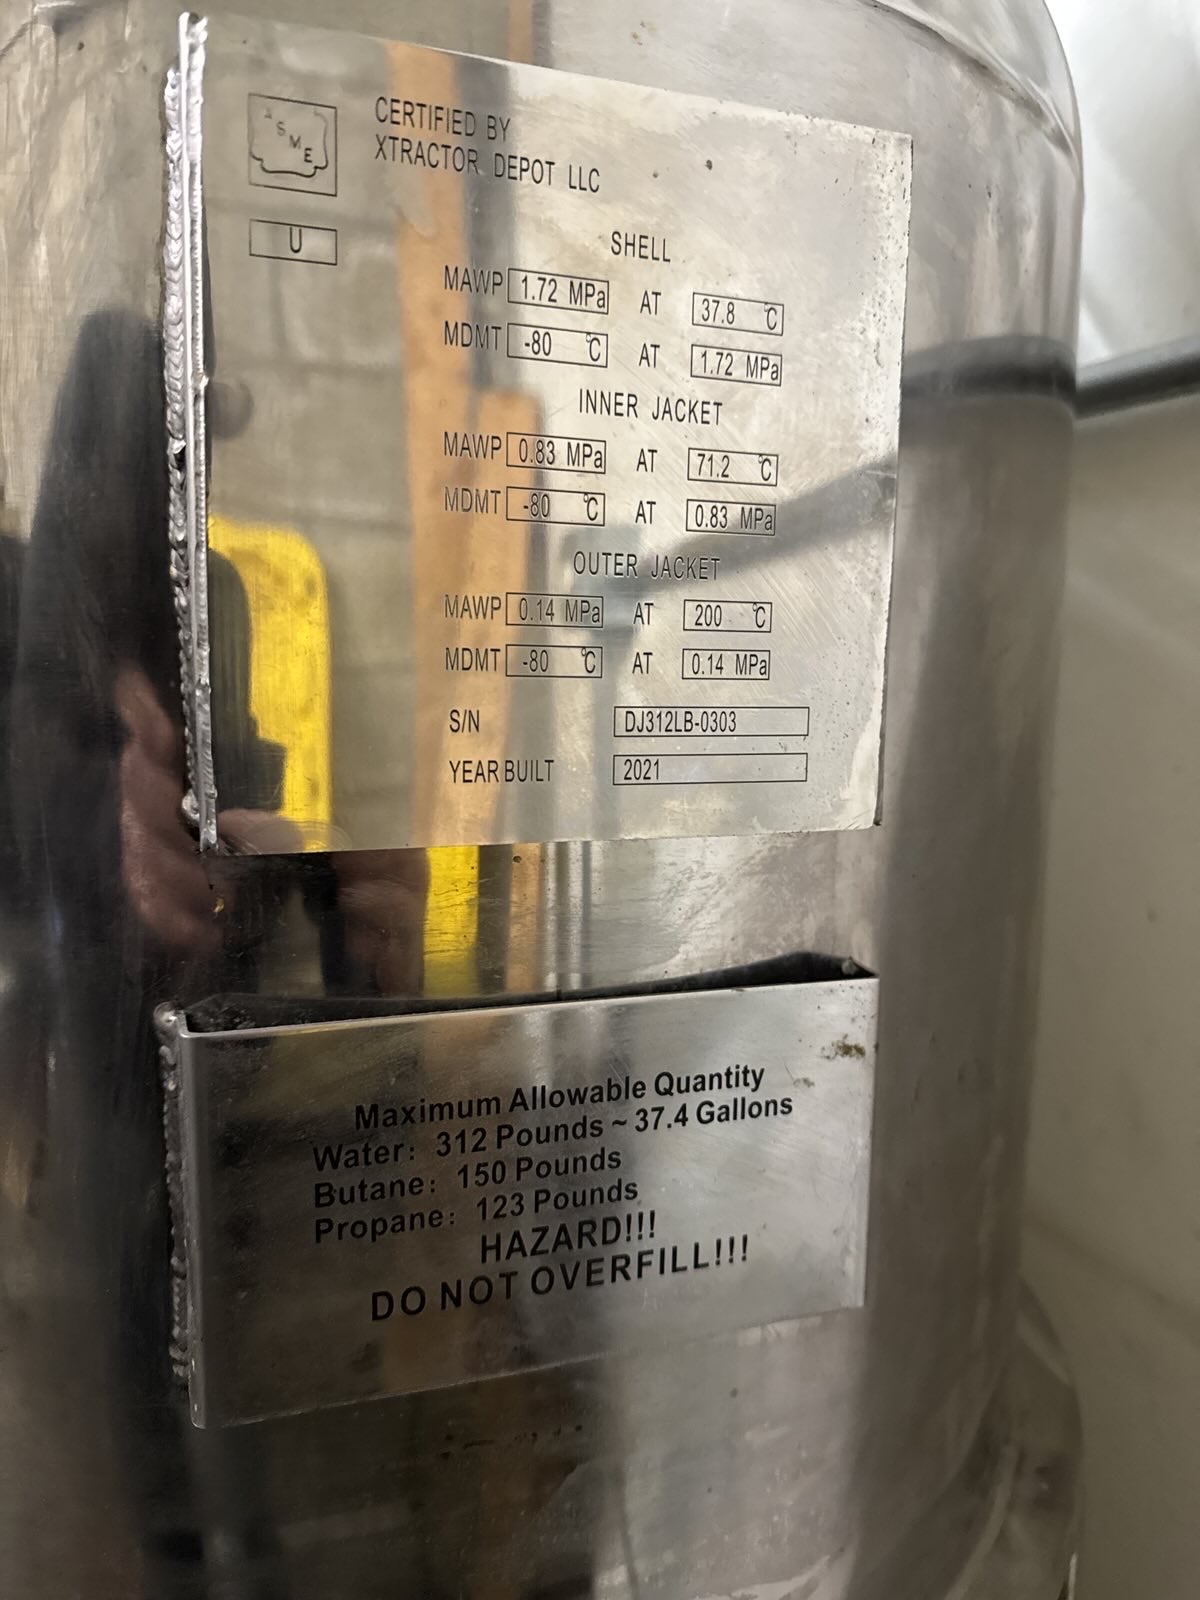 ASME
CERTIFIED BY
XTRACTOR DEPOT LLC
U
SHELL
MAWP 1.72 MPa AT 37.8 ℃
MDMT -80 ℃ AT 1.72 MPa
INNER JACKET
MAWP 0.83 MPa AT 71.2 ℃
MDMT -80 ℃ AT 0.83 MPa
OUTER JACKET
MAWP 0.14 MPa AT 200 ℃
MDMT -80 ℃ AT 0.14 MPa
S/N DJ312LB-0303
YEAR BUILT 2021
Maximum Allowable Quantity
Water: 312 Pounds ~ 37.4 Gallons
Butane: 150 Pounds
Propane: 123 Pounds
HAZARD!!!
DO NOT OVERFILL!!!